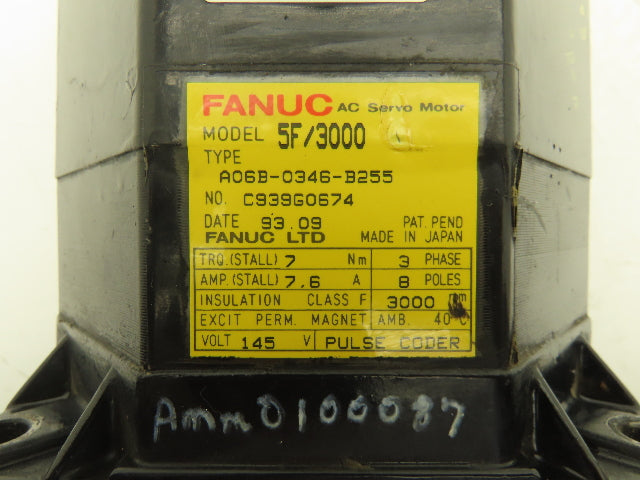 FANUC AC Servo Motor
MODEL 5F/3000
TYPE
A06B-0346-B255
NO. C939G0674
DATE 93.09 PAT. PEND
FANUC LTD MADE IN JAPAN
TRQ.(STALL) 7 Nm 3 PHASE
AMP.(STALL) 7.6 A 8 POLES
INSULATION CLASS F 3000
EXCIT PERM. MAGNET AMB. 40°C
VOLT 145 V PULSE CODER
Amm0100087